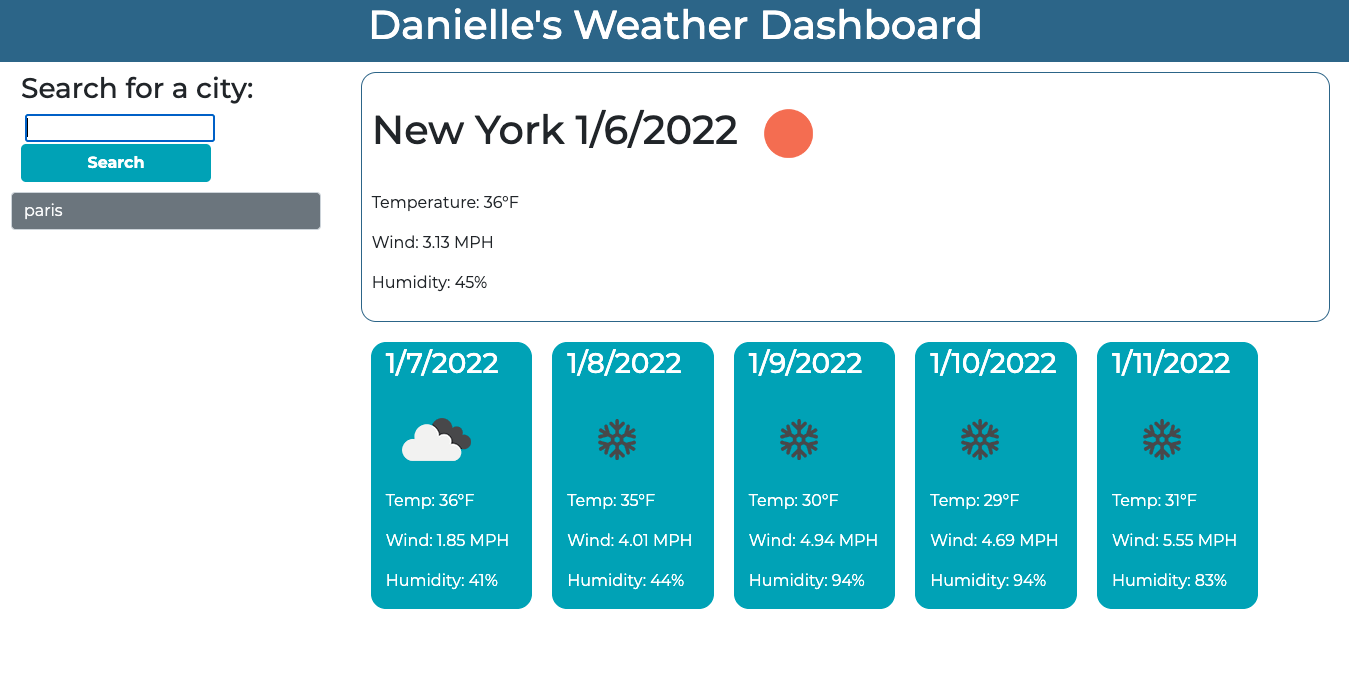 Danielle's Weather Dashboard
Search for a city:
Search
paris
New York 1/6/2022
Temperature: 36°F
Wind: 3.13 MPH
Humidity: 45%
1/7/2022
Temp: 36°F
Wind: 1.85 MPH
Humidity: 41%
1/8/2022
Temp: 35°F
Wind: 4.01 MPH
Humidity: 44%
1/9/2022
Temp: 30°F
Wind: 4.94 MPH
Humidity: 94%
1/10/2022
Temp: 29°F
Wind: 4.69 MPH
Humidity: 94%
1/11/2022
Temp: 31°F
Wind: 5.55 MPH
Humidity: 83%